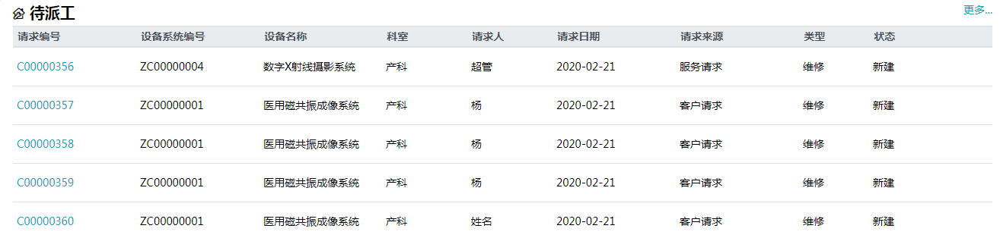 待派工 更多...
请求编号 设备系统编号 设备名称 科室 请求人 请求日期 请求来源 类型 状态
C00000356 ZC00000004 数字X射线摄影系统 产科 超管 2020-02-21 服务请求 维修 新建
C00000357 ZC00000001 医用磁共振成像系统 产科 杨 2020-02-21 客户请求 维修 新建
C00000358 ZC00000001 医用磁共振成像系统 产科 杨 2020-02-21 客户请求 维修 新建
C00000359 ZC00000001 医用磁共振成像系统 产科 杨 2020-02-21 客户请求 维修 新建
C00000360 ZC00000001 医用磁共振成像系统 产科 姓名 2020-02-21 客户请求 维修 新建